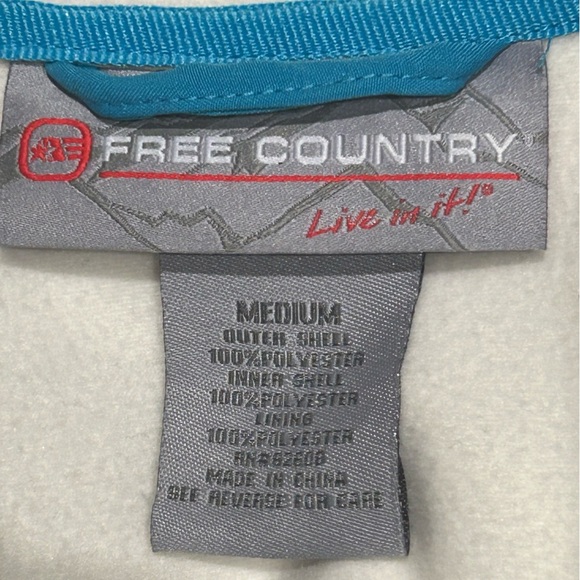 FREE COUNTRY®
Live in it!®
MEDIUM
OUTER SHELL
100%POLYESTER
INNER SHELL
100%POLYESTER
LINING
100%POLYESTER
RN#82608
MADE IN CHINA
SEE REVERSE FOR CARE